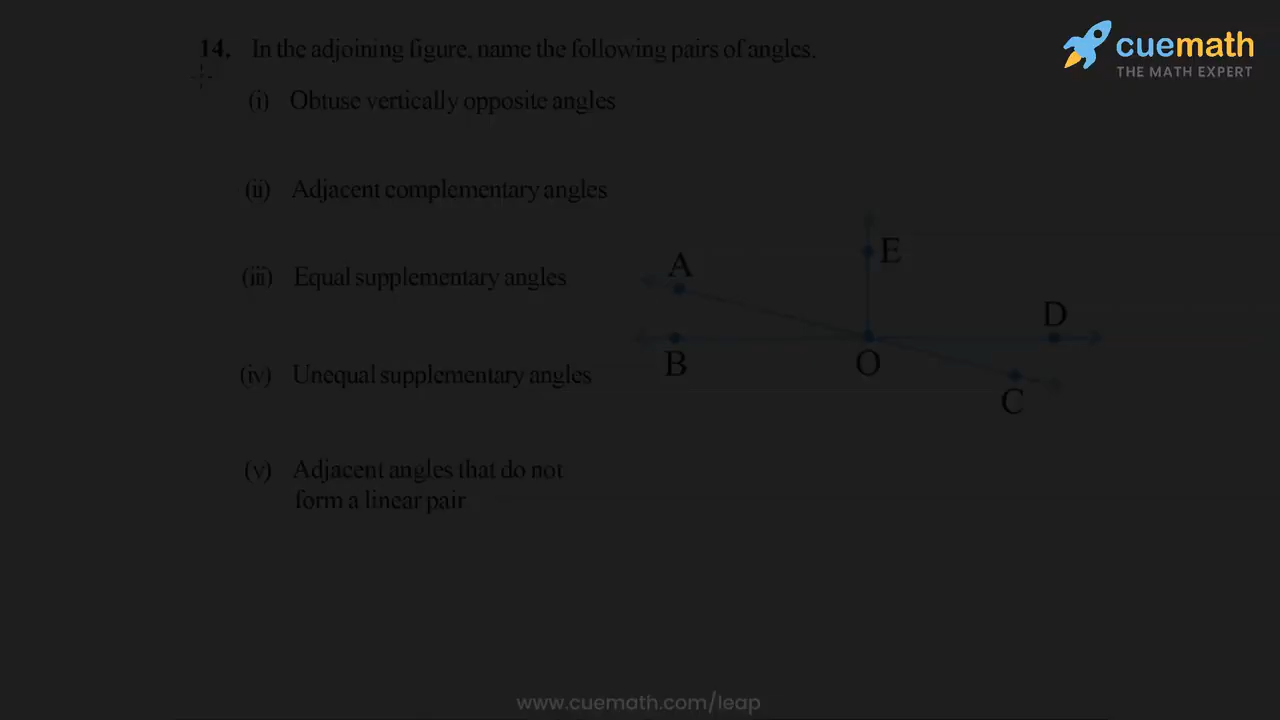 14. In the adjoining figure, name the following pairs of angles.
cuemath
THE MATH EXPERT
(i) Obtuse vertically opposite angles
(ii) Adjacent complementary angles
(iii) Equal supplementary angles
(iv) Unequal supplementary angles
(v) Adjacent angles that do not
form a linear pair
E
A
D
B
O
C
www.cuemath.com/leap